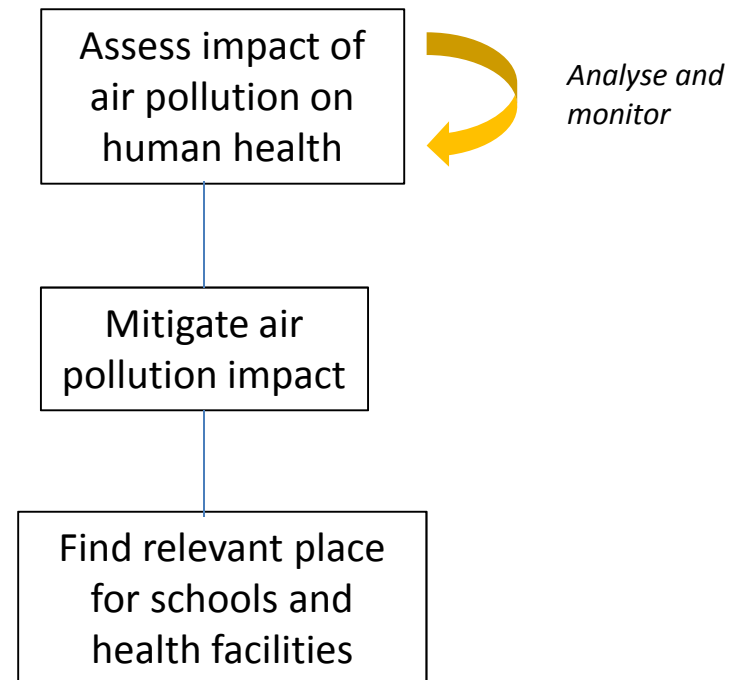 Assess impact of
air pollution on
human health
Analyse and
monitor
Mitigate air
pollution impact
Find relevant place
for schools and
health facilities